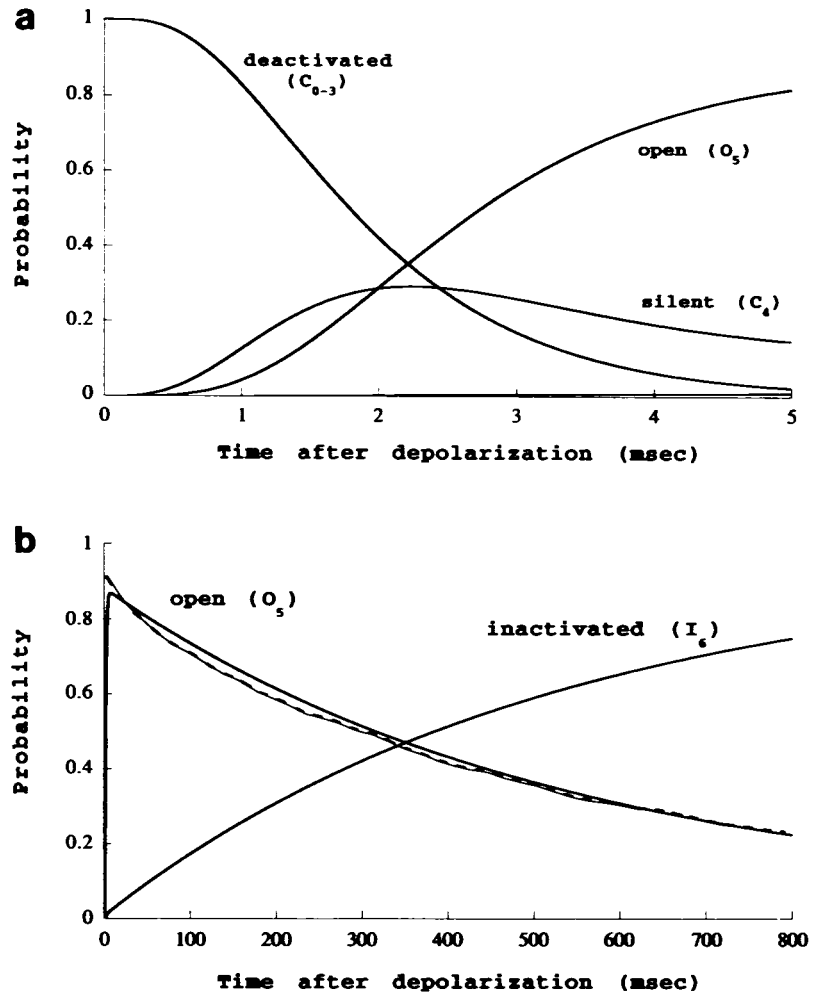 a
1
0.8
0.6
0.4
0.2
0
Probability
deactivated
(C0-3)
open (O5)
silent (C4)
0 1 2 3 4 5
Time after depolarization (msec)
b
1
0.8
0.6
0.4
0.2
0
Probability
open (O5)
inactivated (I6)
0 100 200 300 400 500 600 700 800
Time after depolarization (msec)